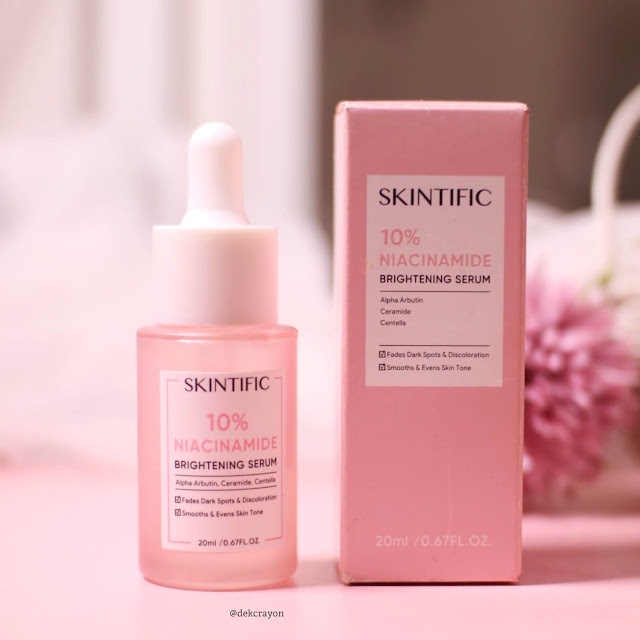 SKINTIFIC
10%
NIACINAMIDE
BRIGHTENING SERUM
Alpha Arbutin, Ceramide, Centella
Fades Dark Spots & Discoloration
Smooths & Evens Skin Tone
20ml /0.67FL.OZ.
SKINTIFIC
10%
NIACINAMIDE
BRIGHTENING SERUM
Alpha Arbutin
Ceramide
Centella
Fades Dark Spots & Discoloration
Smooths & Evens Skin Tone
20ml /0.67FL.OZ.
@dekcrayon